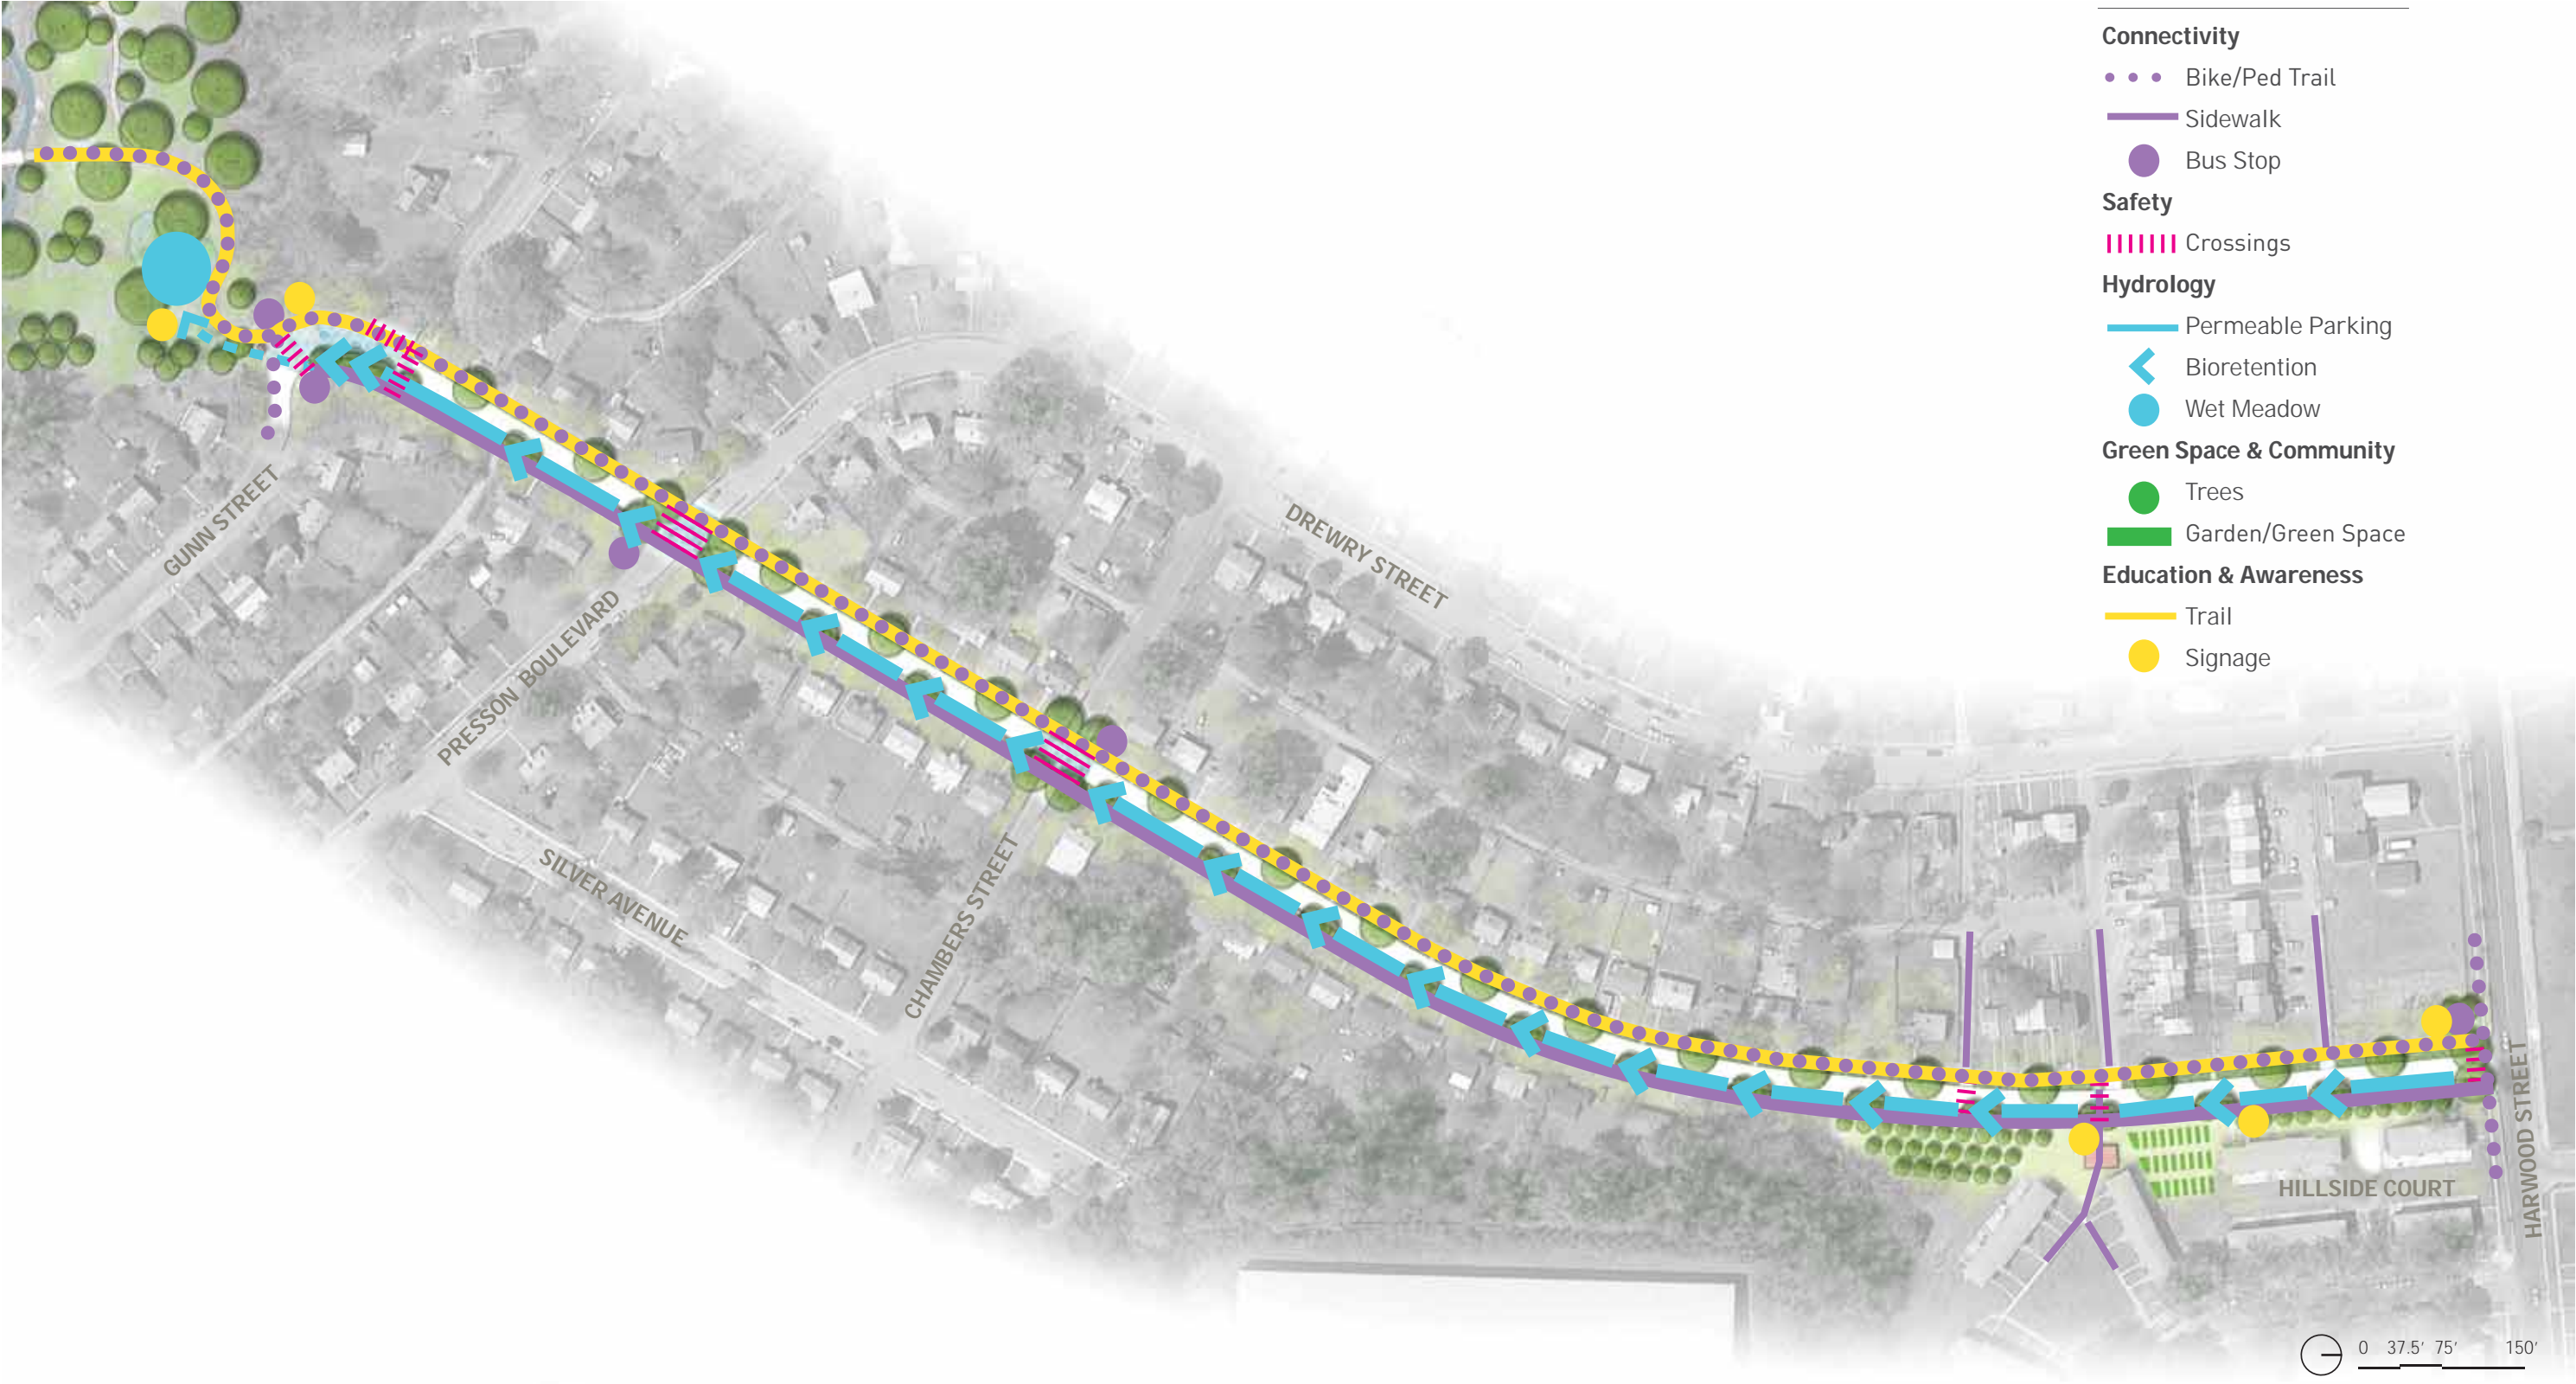 Connectivity
Bike/Ped Trail
Sidewalk
Bus Stop
Safety
Crossings
Hydrology
Permeable Parking
Bioretention
Wet Meadow
Green Space & Community
Trees
Garden/Green Space
Education & Awareness
Trail
Signage
GUNN STREET
PRESSON BOULEVARD
DREWRY STREET
SILVER AVENUE
CHAMBERS STREET
HILLSIDE COURT
HARWOOD STREET
0 37.5' 75' 150'